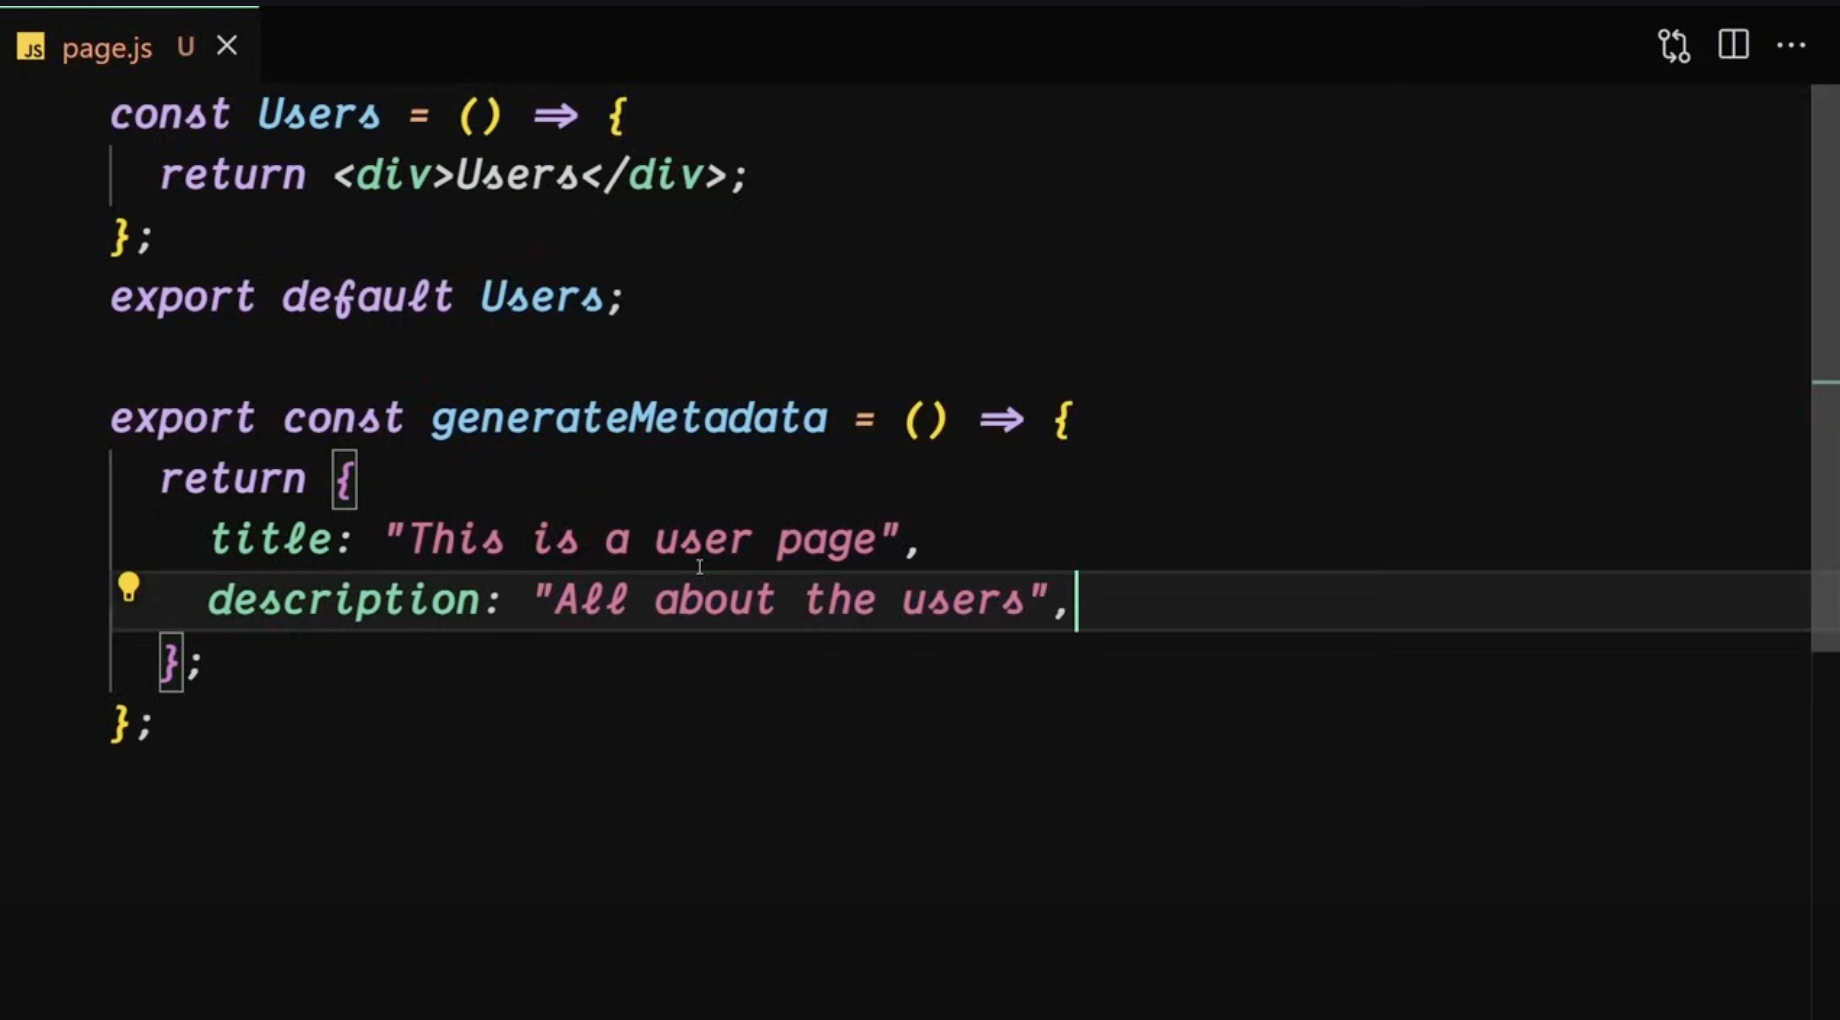 JS page.js U
const Users = () => {
return <div>Users</div>;
};
export default Users;
export const generateMetadata = () => {
return {
title: "This is a user page",
description: "All about the users",
};
};